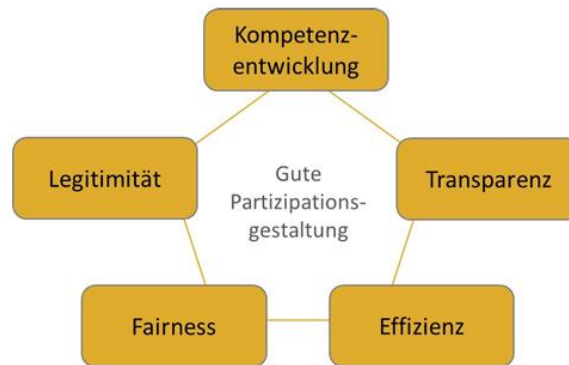 Kompetenz-
entwicklung
Legitimität
Gute
Partizipations-
gestaltung
Transparenz
Fairness
Effizienz